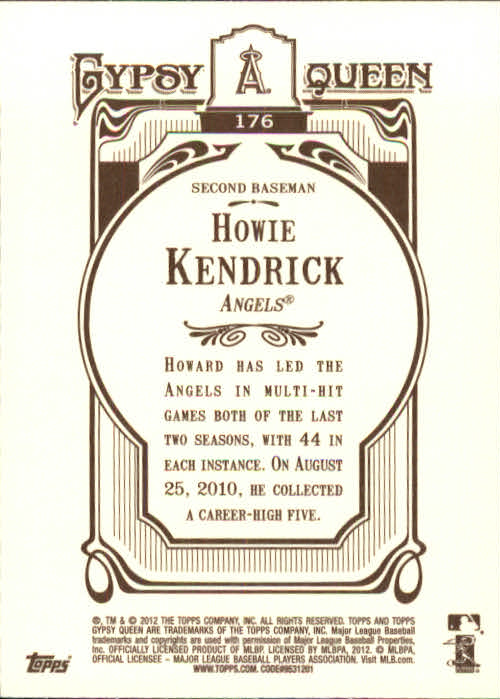 GYPSY QUEEN
A
176
SECOND BASEMAN
HOWIE
KENDRICK
ANGELS®
HOWARD HAS LED THE
ANGELS IN MULTI-HIT
GAMES BOTH OF THE LAST
TWO SEASONS, WITH 44 IN
EACH INSTANCE. ON AUGUST
25, 2010, HE COLLECTED
A CAREER-HIGH FIVE.
®, TM & © 2012 THE TOPPS COMPANY, INC. ALL RIGHTS RESERVED. TOPPS AND TOPPS
GYPSY QUEEN ARE TRADEMARKS OF THE TOPPS COMPANY, INC. Major League Baseball
trademarks and copyrights are used with permission of Major League Baseball Properties,
Inc. OFFICIALLY LICENSED PRODUCT OF MLBP. LICENSED BY MLBPA, 2012. © MLBPA,
OFFICIAL LICENSEE – MAJOR LEAGUE BASEBALL PLAYERS ASSOCIATION. Visit MLB.com.
WWW.TOPPS.COM. CODE#9531201
Topps